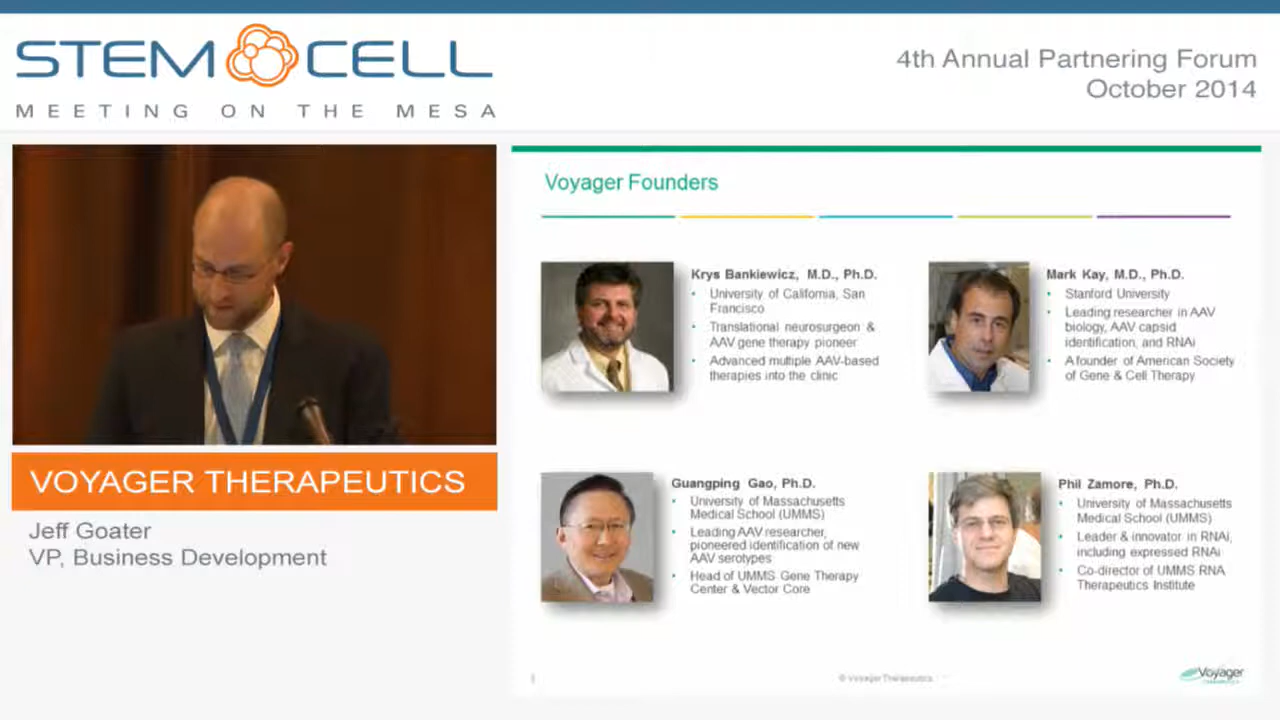 STEM CELL
MEETING ON THE MESA
4th Annual Partnering Forum
October 2014
VOYAGER THERAPEUTICS
Jeff Goater
VP, Business Development
Voyager Founders
Krys Bankiewicz, M.D., Ph.D.
• University of California, San
Francisco
• Translational neurosurgeon &
AAV gene therapy pioneer
• Advanced multiple AAV-based
therapies into the clinic
Mark Kay, M.D., Ph.D.
• Stanford University
• Leading researcher in AAV
biology, AAV capsid
identification, and RNAi
• A founder of American Society
of Gene & Cell Therapy
Guangping Gao, Ph.D.
• University of Massachusetts
Medical School (UMMS)
• Leading AAV researcher,
pioneered identification of new
AAV serotypes
• Head of UMMS Gene Therapy
Center & Vector Core
Phil Zamore, Ph.D.
• University of Massachusetts
Medical School (UMMS)
• Leader & innovator in RNAi,
including expressed RNAi
• Co-director of UMMS RNA
Therapeutics Institute
© Voyager Therapeutics
Voyager